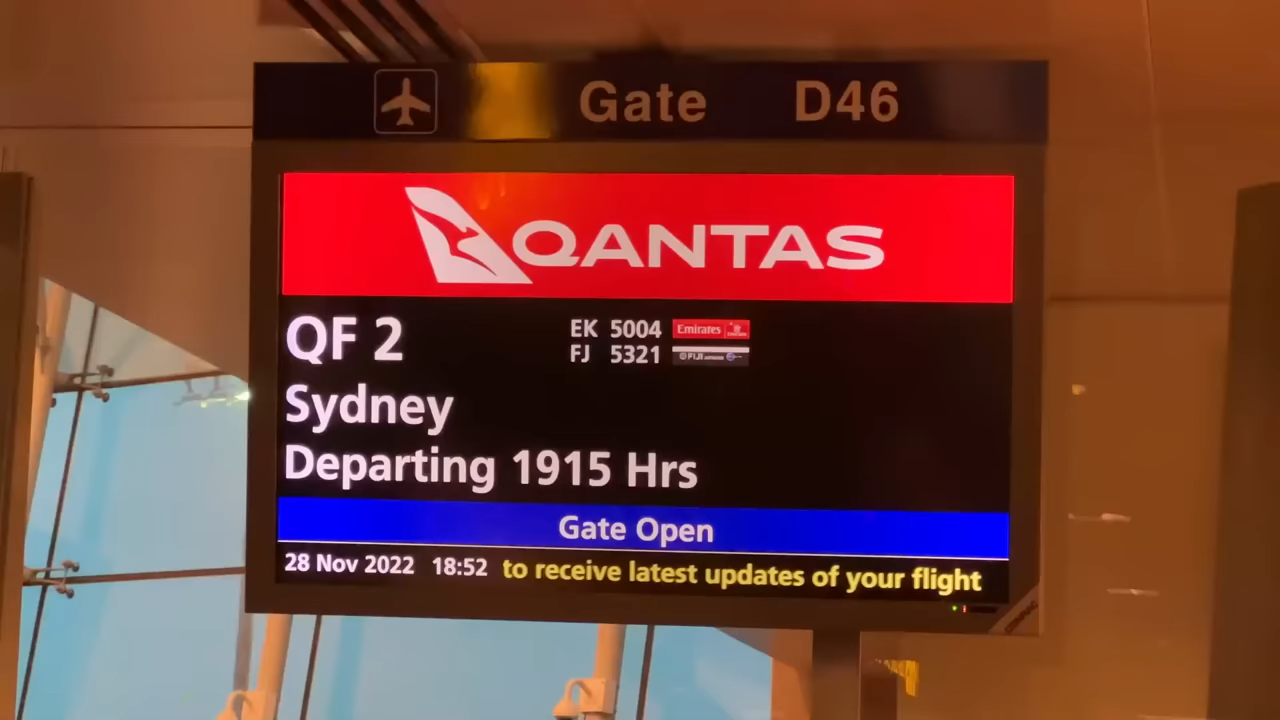 Gate D46
QANTAS
QF 2
EK 5004 Emirates
FJ 5321 FIJI
Sydney
Departing 1915 Hrs
Gate Open
28 Nov 2022 18:52 to receive latest updates of your flight